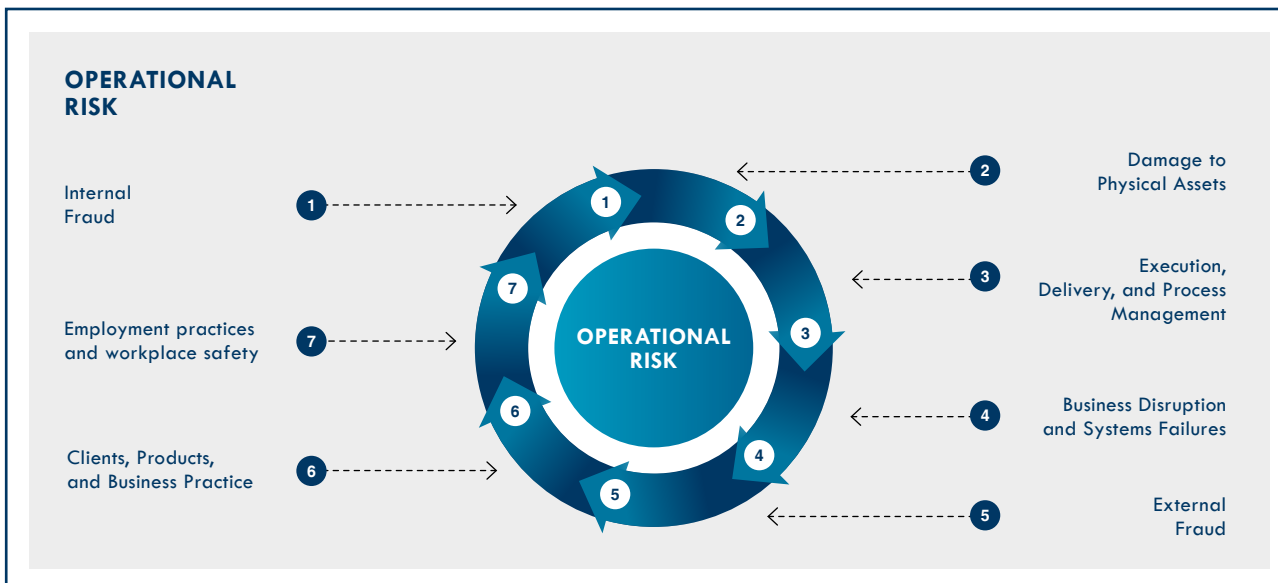 OPERATIONAL
RISK
Internal
Fraud
1
7
Employment practices
and workplace safety
7
Clients, Products,
and Business Practice
6
1
2
3
4
5
6
7
OPERATIONAL
RISK
2
Damage to
Physical Assets
3
Execution,
Delivery, and Process
Management
4
Business Disruption
and Systems Failures
5
External
Fraud